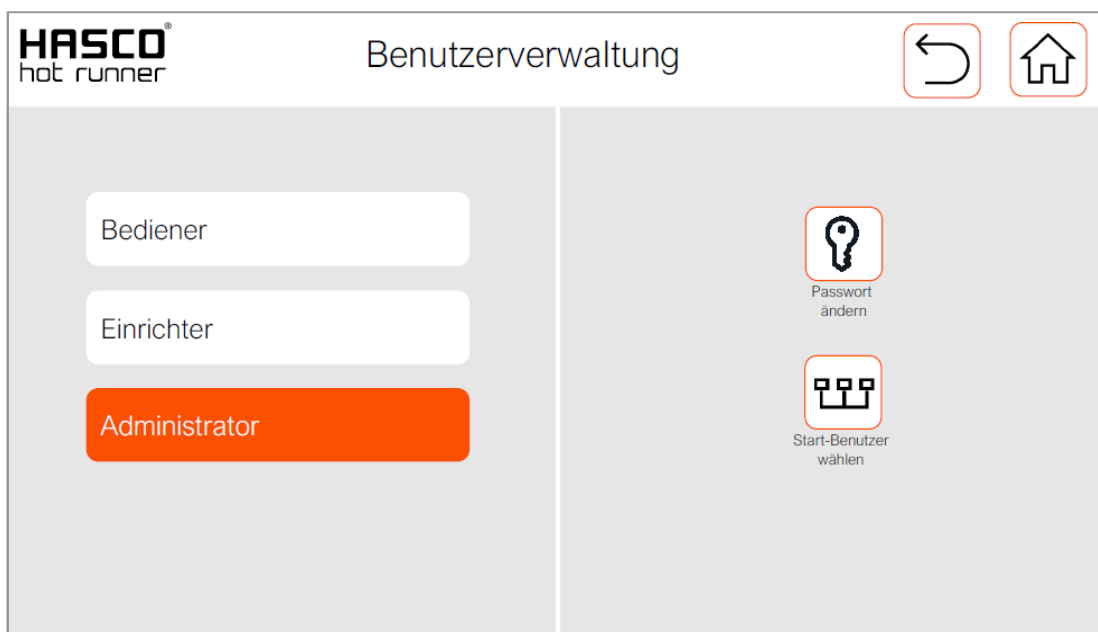 HASCO®
hot runner
Benutzerverwaltung
Bediener
Einrichter
Administrator
Passwort
ändern
Start-Benutzer
wählen